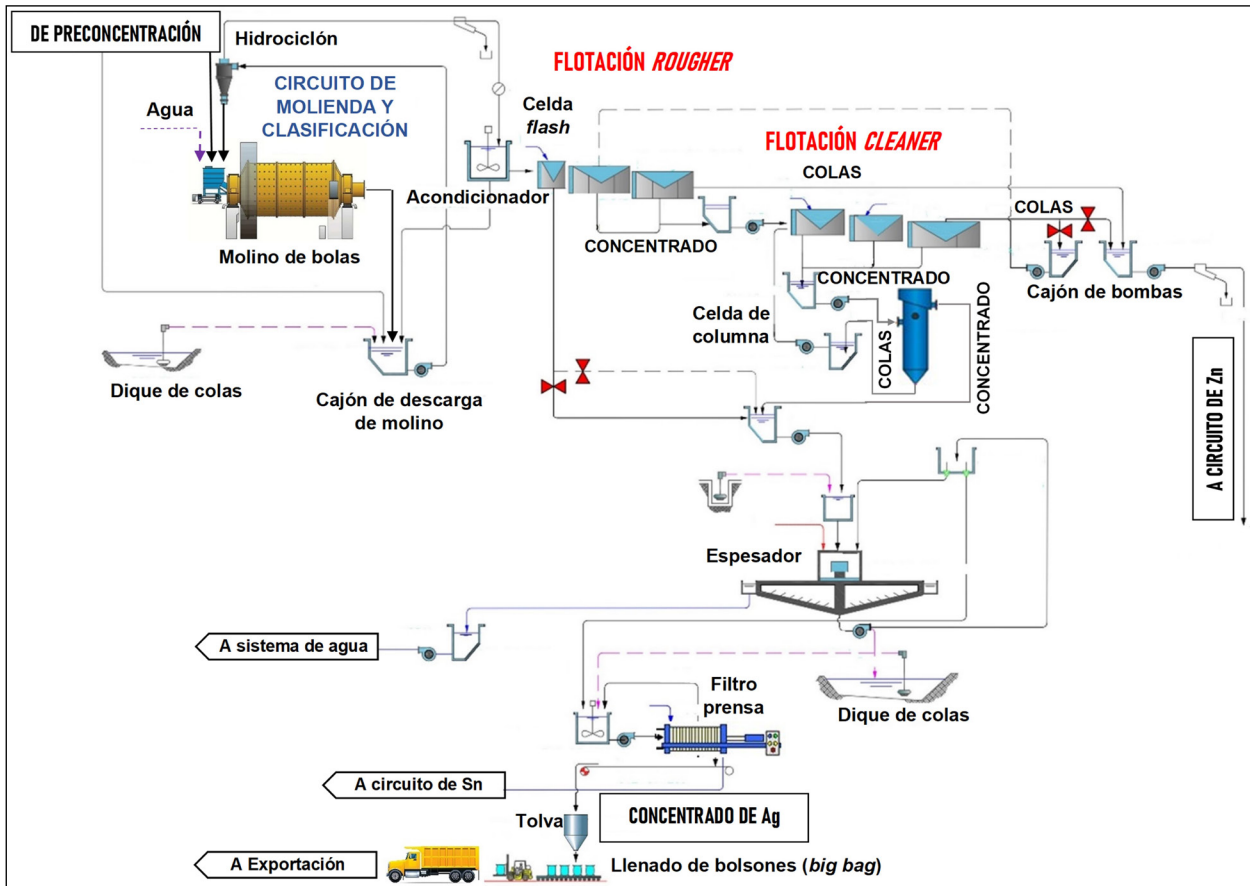 DE PRECONCENTRACIÓN
Hidrociclón
FLOTACIÓN ROUGHER
CIRCUITO DE
MOLIENDA Y
CLASIFICACIÓN
Agua
Celda
flash
FLOTACIÓN CLEANER
COLAS
Acondicionador
COLAS
CONCENTRADO
Molino de bolas
CONCENTRADO
Cajón de bombas
Celda de
columna
COLAS
CONCENTRADO
Dique de colas
Cajón de descarga
de molino
A CIRCUITO DE Zn
Espesador
A sistema de agua
Filtro
prensa
Dique de colas
A circuito de Sn
CONCENTRADO DE Ag
Tolva
A Exportación
Llenado de bolsones (big bag)